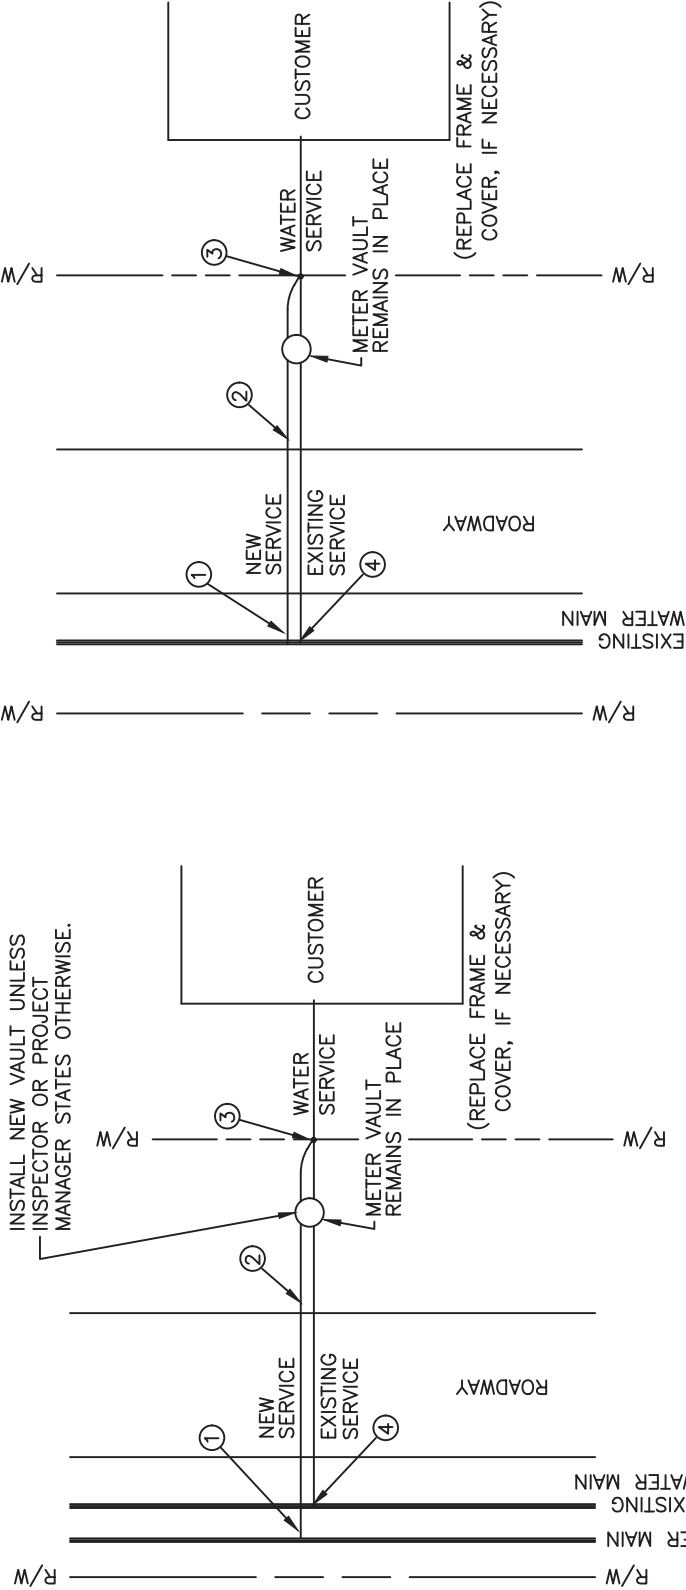 CUSTOMER
(REPLACE FRAME &
COVER, IF NECESSARY)
WATER
SERVICE
METER VAULT
REMAINS IN PLACE
R/W
R/W
3
2
NEW
SERVICE
EXISTING
SERVICE
ROADWAY
1
4
WATER MAIN
EXISTING
R/W
R/W
INSTALL NEW VAULT UNLESS
INSPECTOR OR PROJECT
MANAGER STATES OTHERWISE.
CUSTOMER
(REPLACE FRAME &
COVER, IF NECESSARY)
WATER
SERVICE
METER VAULT
REMAINS IN PLACE
R/W
R/W
3
2
NEW
SERVICE
EXISTING
SERVICE
ROADWAY
1
4
MAIN
EXISTI
MAIN
R/W
R/W